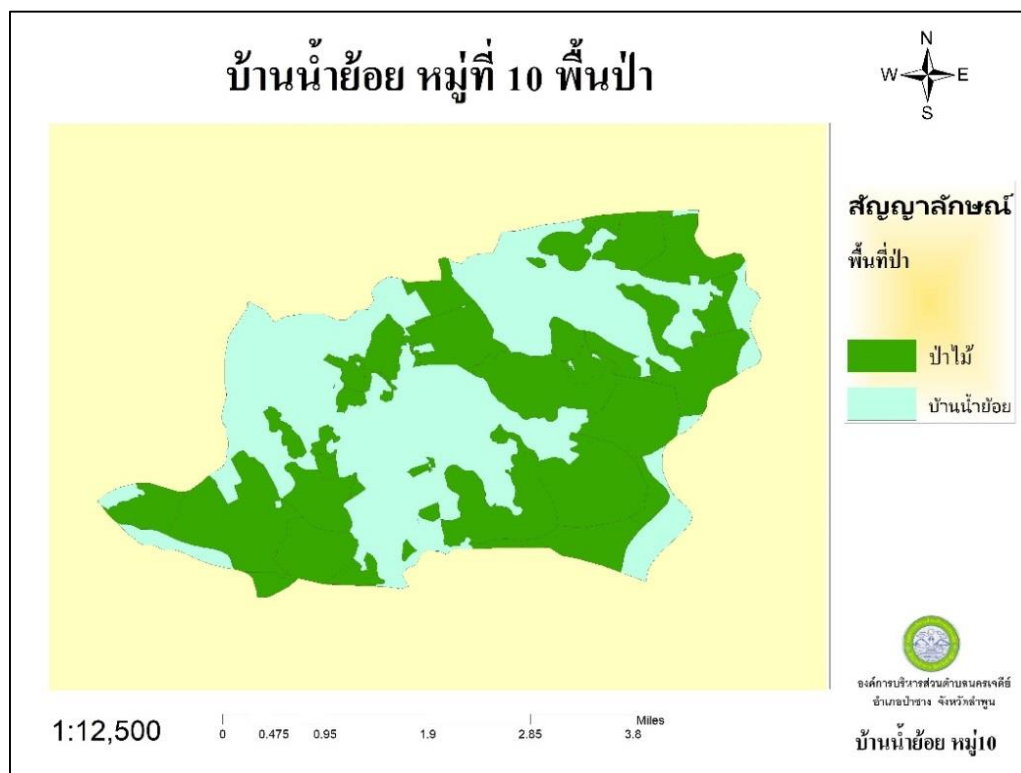 บ้านน้ำย้อย หมู่ที่ 10 พื้นป่า
N
W E
S
สัญญาลักษณ์
พื้นที่ป่า
ป่าไม้
บ้านน้ำย้อย
องค์การบริหารส่วนตำบลนครเจดีย์
อำเภอป่าซาง จังหวัดลำพูน
บ้านน้ำย้อย หมู่10
1:12,500
Miles
0 0.475 0.95 1.9 2.85 3.8